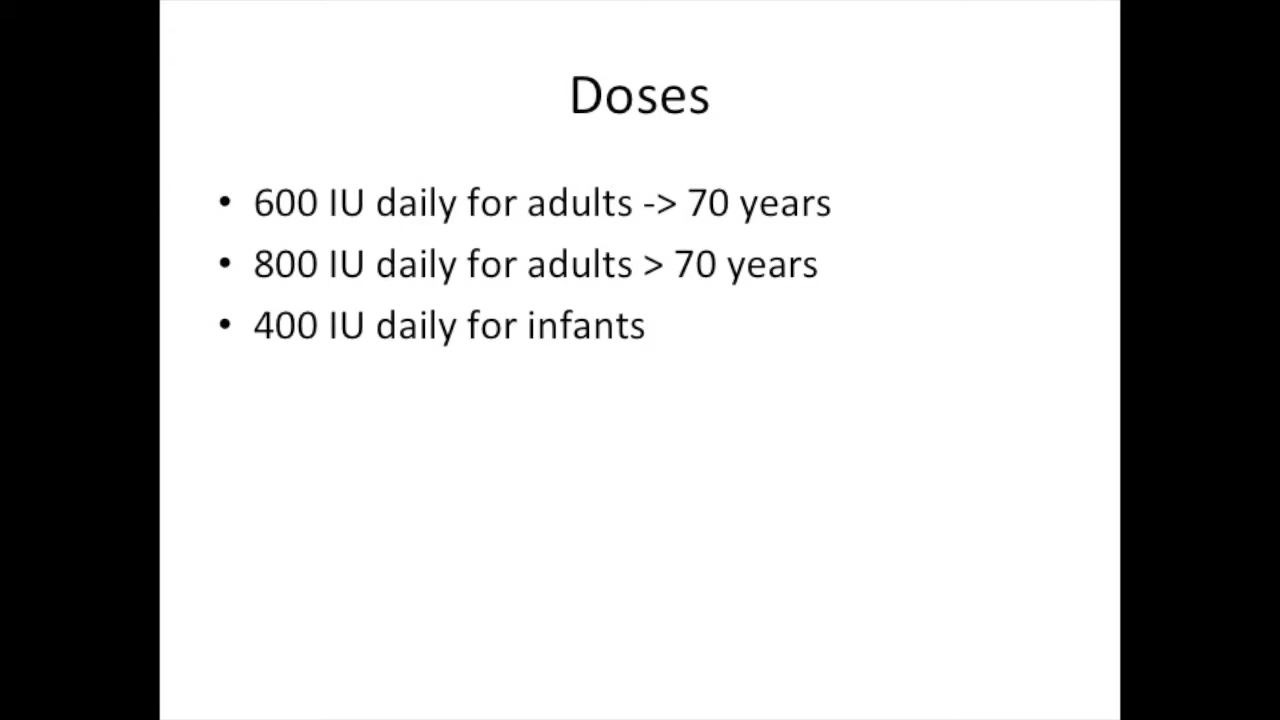 Doses
• 600 IU daily for adults -> 70 years
• 800 IU daily for adults > 70 years
• 400 IU daily for infants